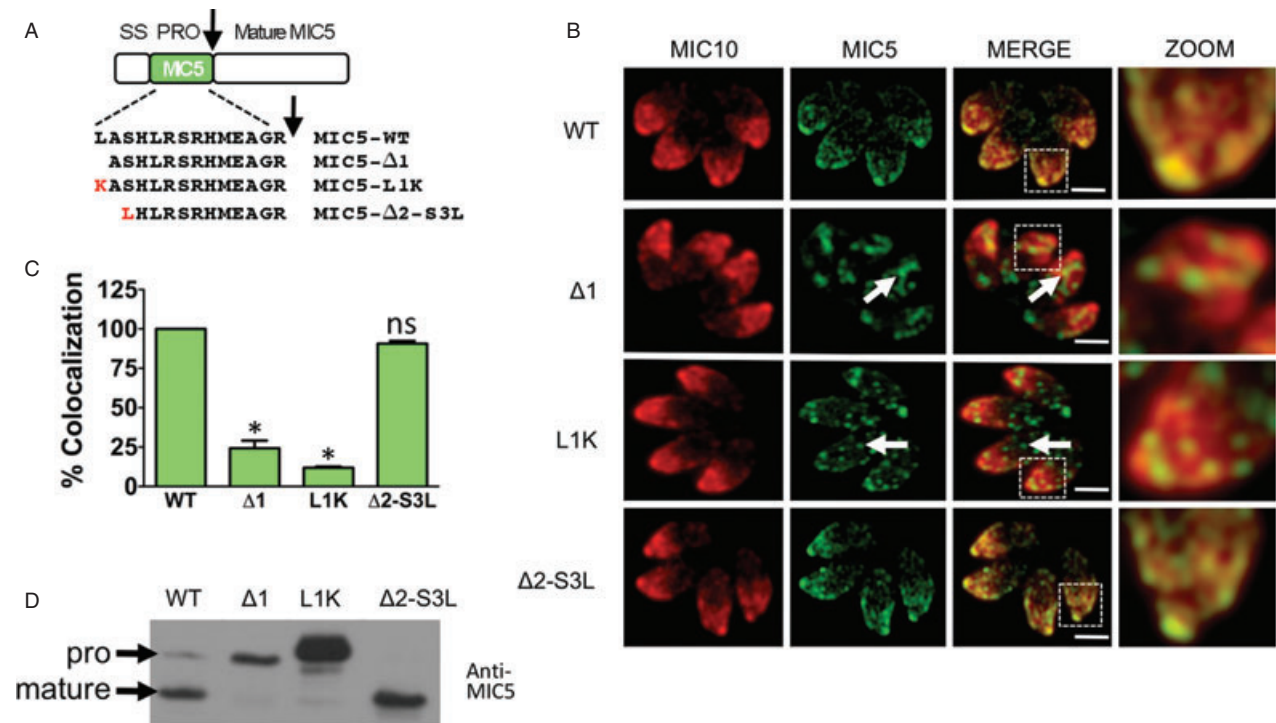 A
SS PRO Mature MIC5
MIC5
LASHLRSRHMEAGR MIC5-WT
ASHLRSRHMEAGR MIC5-Δ1
KASHLRSRHMEAGR MIC5-L1K
LHLRSRHMEAGR MIC5-Δ2-S3L
B
MIC10 MIC5 MERGE ZOOM
WT
Δ1
L1K
Δ2-S3L
C
% Colocalization
125
100
75
50
25
0
* * ns
WT Δ1 L1K Δ2-S3L
D
WT Δ1 L1K Δ2-S3L
pro
mature
Anti-
MIC5